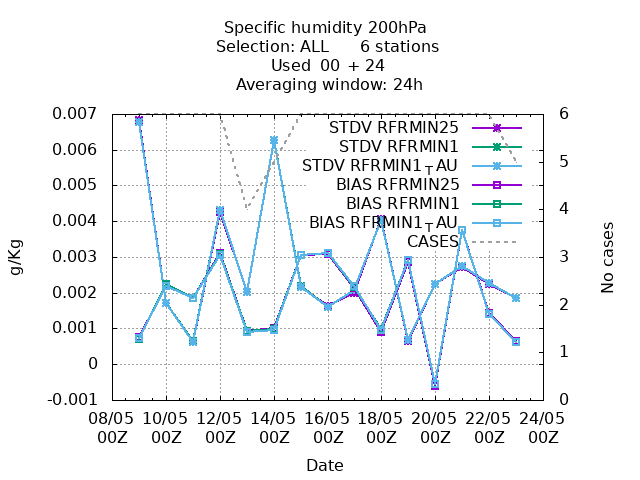 Specific humidity 200hPa
Selection: ALL 6 stations
Used 00 + 24
Averaging window: 24h
0.007
0.006
0.005
0.004
0.003
0.002
0.001
0
-0.001
g/Kg
STDV RFRMIN25
STDV RFRMIN1
STDV RFRMIN1TAU
BIAS RFRMIN25
BIAS RFRMIN1
BIAS RFRMIN1TAU
CASES
6
5
4
3
2
1
0
No cases
08/05 10/05 12/05 14/05 16/05 18/05 20/05 22/05 24/05
00Z 00Z 00Z 00Z 00Z 00Z 00Z 00Z 00Z
Date